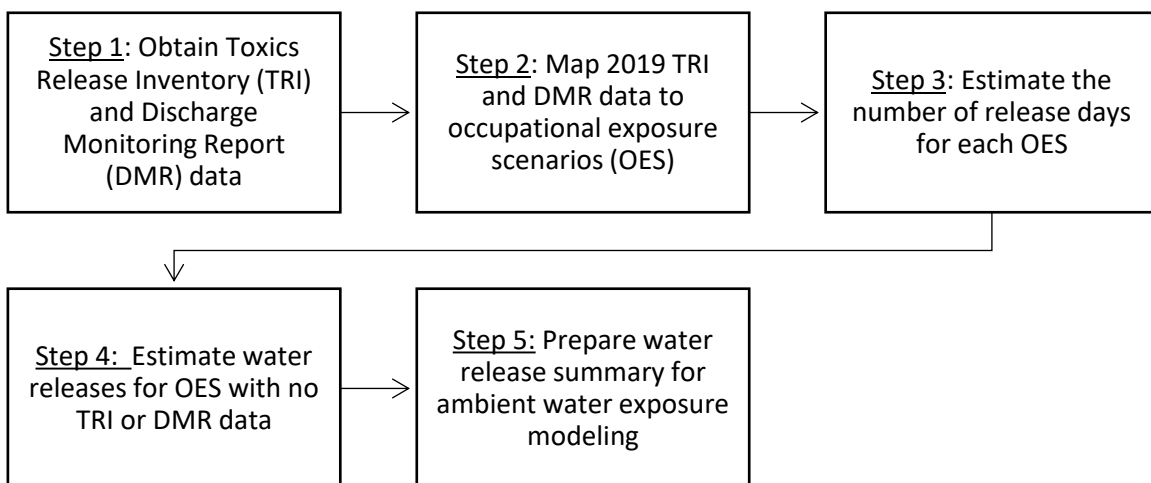 Step 1: Obtain Toxics
Release Inventory (TRI)
and Discharge
Monitoring Report
(DMR) data
Step 2: Map 2019 TRI
and DMR data to
occupational exposure
scenarios (OES)
Step 3: Estimate the
number of release days
for each OES
Step 4: Estimate water
releases for OES with no
TRI or DMR data
Step 5: Prepare water
release summary for
ambient water exposure
modeling